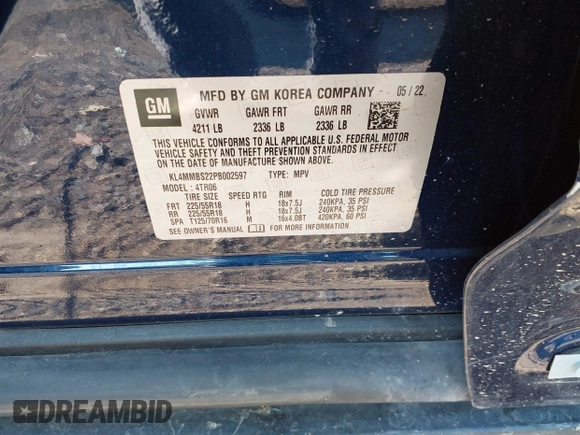 GM
MFD BY GM KOREA COMPANY - 05 / 22
GVWR GAWR FRT GAWR RR
4211 LB 2336 LB 2336 LB
THIS VEHICLE CONFORMS TO ALL APPLICABLE U.S. FEDERAL MOTOR
VEHICLE SAFETY AND THEFT PREVENTION STANDARDS IN EFFECT
ON THE DATE OF MANUFACTURE SHOWN ABOVE.
KL4MMBS22PB002597 TYPE: MPV
MODEL: 4TR06
TIRE SIZE SPEED RTG RIM COLD TIRE PRESSURE
FRT 225/55R18 H 18x7.5J 240KPA, 35 PSI
RR 225/55R18 H 18x7.5J 240KPA, 35 PSI
SPA T125/70R16 M 16x4.0BT 420KPA, 60 PSI
SEE OWNER'S MANUAL FOR MORE INFORMATION.
DREAMBID